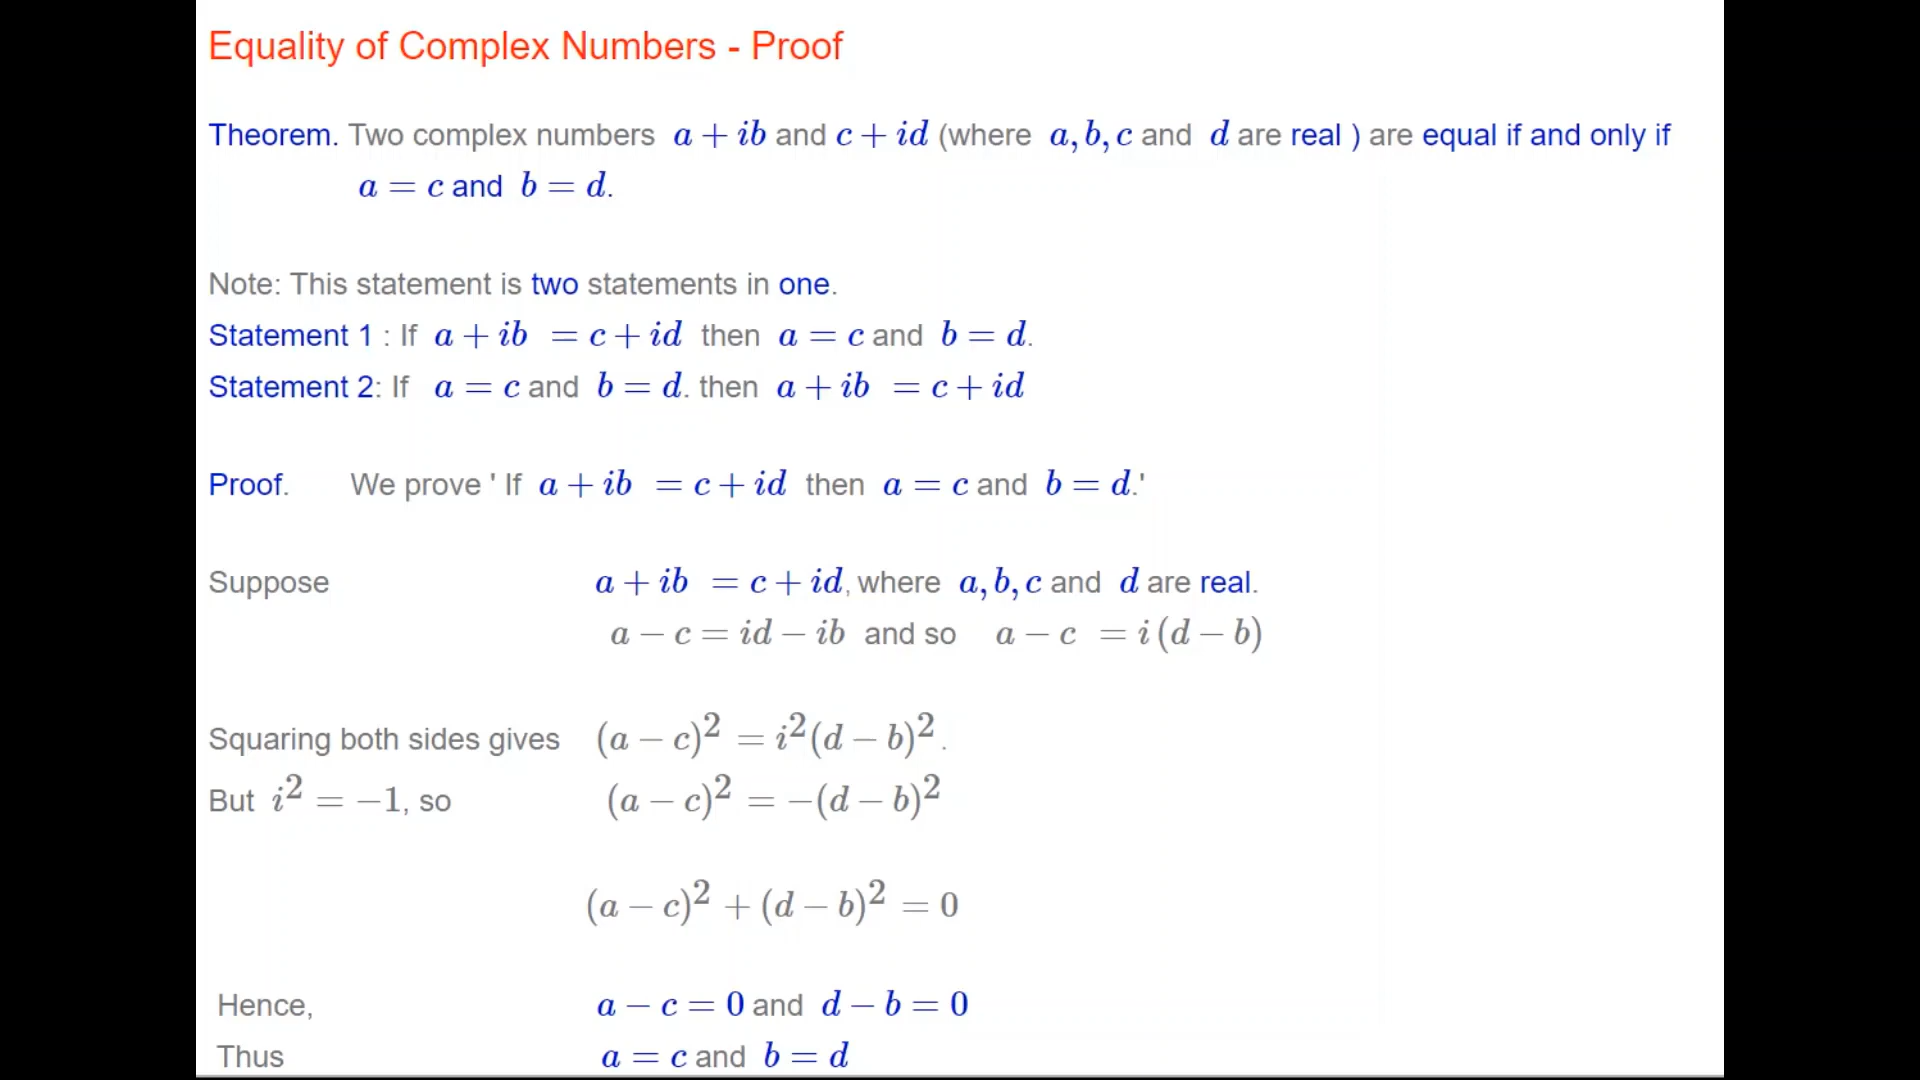 Equality of Complex Numbers - Proof
Theorem. Two complex numbers a + ib and c + id (where a, b, c and d are real ) are equal if and only if
a = c and b = d.
Note: This statement is two statements in one.
Statement 1 : If a + ib = c + id then a = c and b = d.
Statement 2: If a = c and b = d. then a + ib = c + id
Proof. We prove ' If a + ib = c + id then a = c and b = d.'
Suppose a + ib = c + id, where a, b, c and d are real.
a − c = id − ib and so a − c = i (d − b)
Squaring both sides gives (a − c)² = i²(d − b)².
But i² = −1, so (a − c)² = −(d − b)²
(a − c)² + (d − b)² = 0
Hence, a − c = 0 and d − b = 0
Thus a = c and b = d